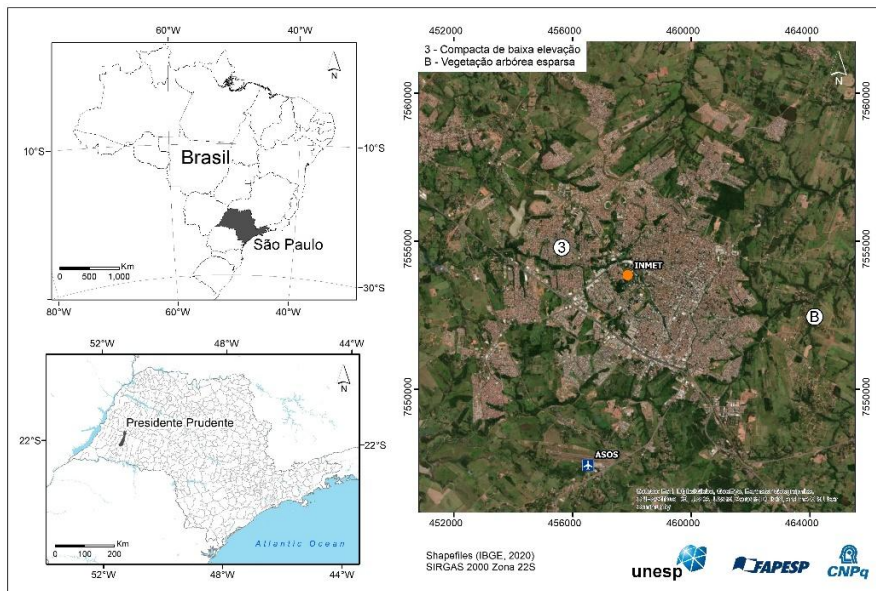 60°W
40°W
N
Brasil
10°S
10°S
São Paulo
Km
0 500 1,000
30°S
80°W
60°W
40°W
52°W
48°W
44°W
N
Presidente Prudente
22°S
22°S
Km
0 100 200
Atlantic Ocean
52°W
48°W
44°W
452000
456000
460000
464000
3 - Compacta de baixa elevação
B - Vegetação arbórea esparsa
N
7560000
7560000
3
INMET
7555000
7555000
B
7550000
7550000
ASOS
452000
456000
460000
464000
Shapefiles (IBGE, 2020)
SIRGAS 2000 Zona 22S
unesp
FAPESP
CNPq